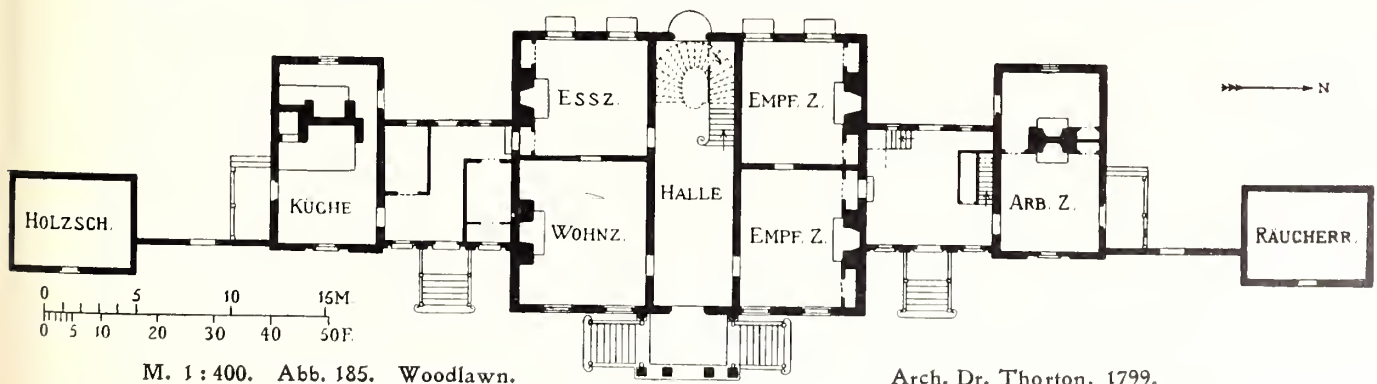 ESSZ.
EMPF. Z.
N
HOLZSCH.
KÜCHE
WOHNZ.
HALLE
EMPF. Z.
ARB. Z.
RÄUCHERR.
0 5 10 15M.
0 5 10 20 30 40 50F.
M. 1 : 400. Abb. 185. Woodlawn.
Arch. Dr. Thorton. 1799.